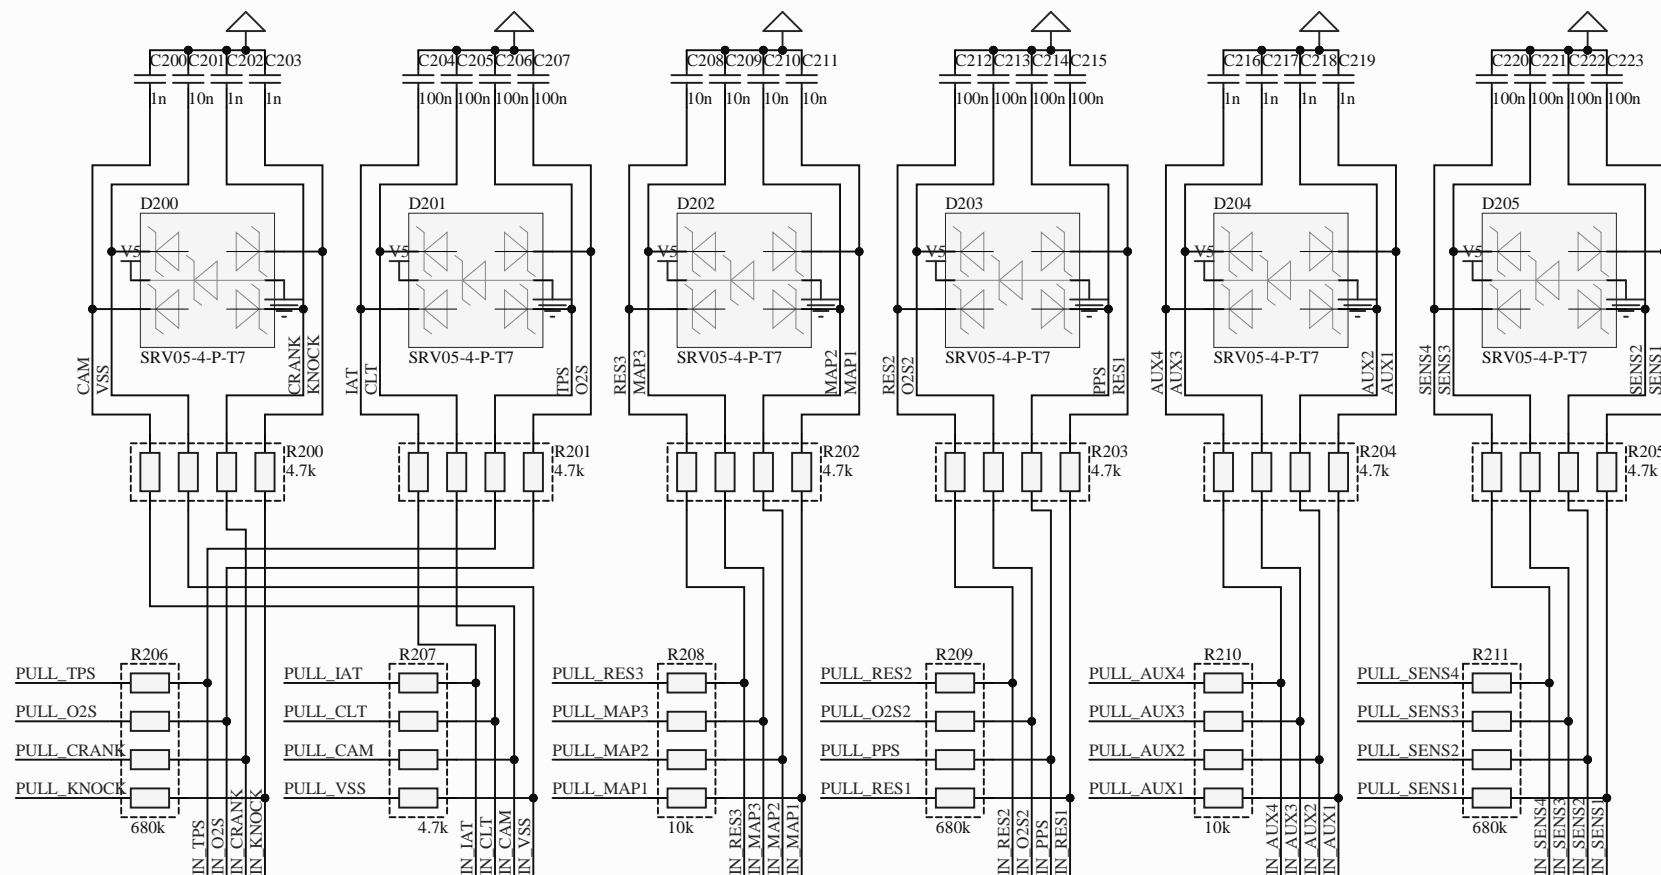 C200 C201 C202 C203 C204 C205 C206 C207 C208 C209 C210 C211 C212 C213 C214 C215 C216 C217 C218 C219 C220 C221 C222 C223
1n 10n 1n 1n 100n 100n 100n 100n 10n 10n 10n 10n 100n 100n 100n 100n 1n 1n 1n 1n 100n 100n 100n 100n
D200 D201 D202 D203 D204 D205
V5 V5 V5 V5 V5 V5
SRV05-4-P-T7 SRV05-4-P-T7 SRV05-4-P-T7 SRV05-4-P-T7 SRV05-4-P-T7 SRV05-4-P-T7
CAM VSS CRANK KNOCK IAT CLT TPS O2S RES3 MAP3 MAP2 MAP1 RES2 O2S2 PPS RES1 AUX4 AUX3 AUX2 AUX1 SENS4 SENS3 SENS2 SENS1
R200 R201 R202 R203 R204 R205
4.7k 4.7k 4.7k 4.7k 4.7k 4.7k
R206 R207 R208 R209 R210 R211
PULL_TPS PULL_IAT PULL_RES3 PULL_RES2 PULL_AUX4 PULL_SENS4
PULL_O2S PULL_CLT PULL_MAP3 PULL_O2S2 PULL_AUX3 PULL_SENS3
PULL_CRANK PULL_CAM PULL_MAP2 PULL_PPS PULL_AUX2 PULL_SENS2
PULL_KNOCK PULL_VSS PULL_MAP1 PULL_RES1 PULL_AUX1 PULL_SENS1
680k 4.7k 10k 680k 10k 680k
IN_TPS IN_O2S IN_CRANK IN_KNOCK IN_IAT IN_CLT IN_CAM IN_VSS IN_RES3 IN_MAP3 IN_MAP2 IN_MAP1 IN_RES2 IN_O2S2 IN_PPS IN_RES1 IN_AUX4 IN_AUX3 IN_AUX2 IN_AUX1 IN_SENS4 IN_SENS3 IN_SENS2 IN_SENS1